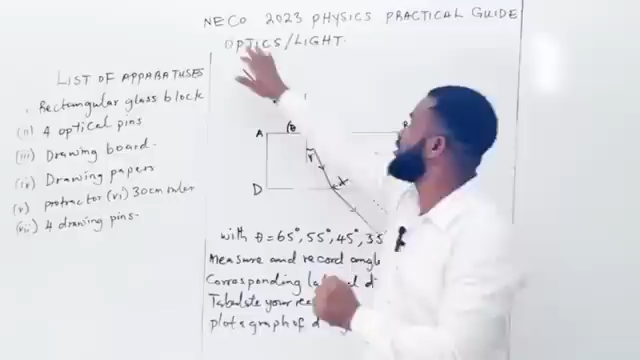 NECO 2023 PHYSICS PRACTICAL GUIDE
OPTICS/LIGHT.
LIST OF APPARATUSES
. Rectangular glass block
(ii) 4 optical pins
(iii) Drawing board.
(iv) Drawing papers
(v) protractor (vi) 30cm ruler
(vii) 4 drawing pins-
A
θ
r
D
x
with θ = 65°, 55°, 45°, 35
Measure and record angle
Corresponding d
Tabulate your
plot a graph of d